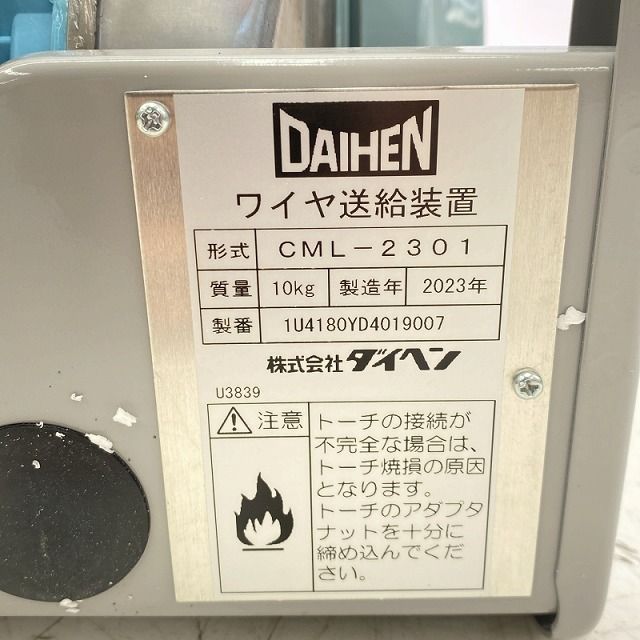 DAIHEN
ワイヤ送給装置
形式 CML－2301
質量 10kg 製造年 2023年
製番 1U4180YD4019007
株式会社ダイヘン
U3839
注意
トーチの接続が
不完全な場合は、
トーチ焼損の原因
となります。
トーチのアダプタ
ナットを十分に
締め込んでくだ
さい。